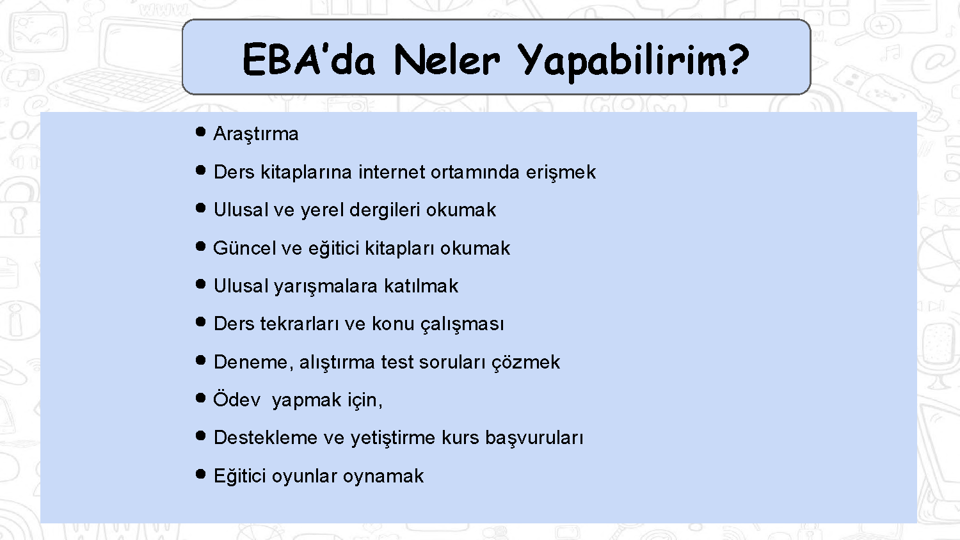 EBA'da Neler Yapabilirim?
• Araştırma
• Ders kitaplarına internet ortamında erişmek
• Ulusal ve yerel dergileri okumak
• Güncel ve eğitici kitapları okumak
• Ulusal yarışmalara katılmak
• Ders tekrarları ve konu çalışması
• Deneme, alıştırma test soruları çözmek
• Ödev  yapmak için,
• Destekleme ve yetiştirme kurs başvuruları
• Eğitici oyunlar oynamak